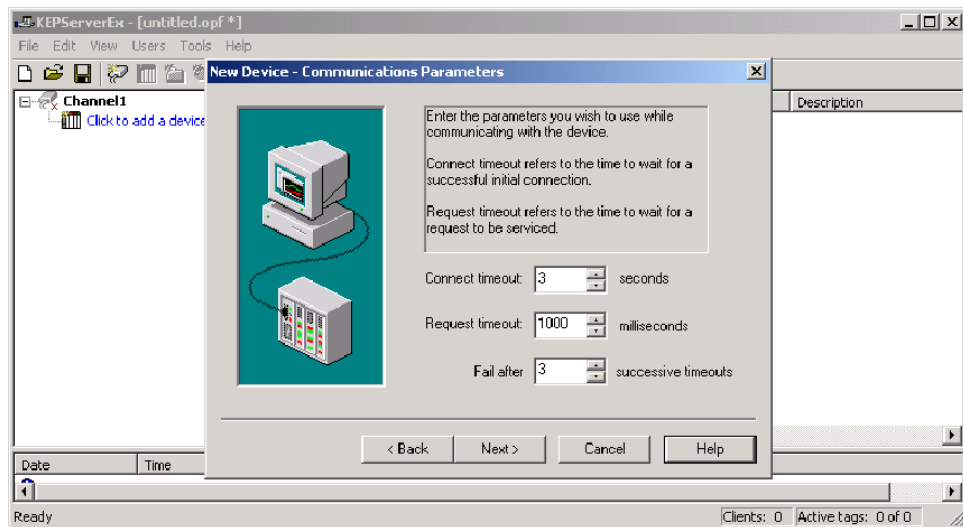 KEPServerEx - [untitled.opf *]
File Edit View Users Tools Help
New Device - Communications Parameters
Channel1
Click to add a device
Description
Enter the parameters you wish to use while
communicating with the device.
Connect timeout refers to the time to wait for a
successful initial connection.
Request timeout refers to the time to wait for a
request to be serviced.
Connect timeout: 3 seconds
Request timeout: 1000 milliseconds
Fail after 3 successive timeouts
< Back Next > Cancel Help
Date Time
Ready Clients: 0 Active tags: 0 of 0